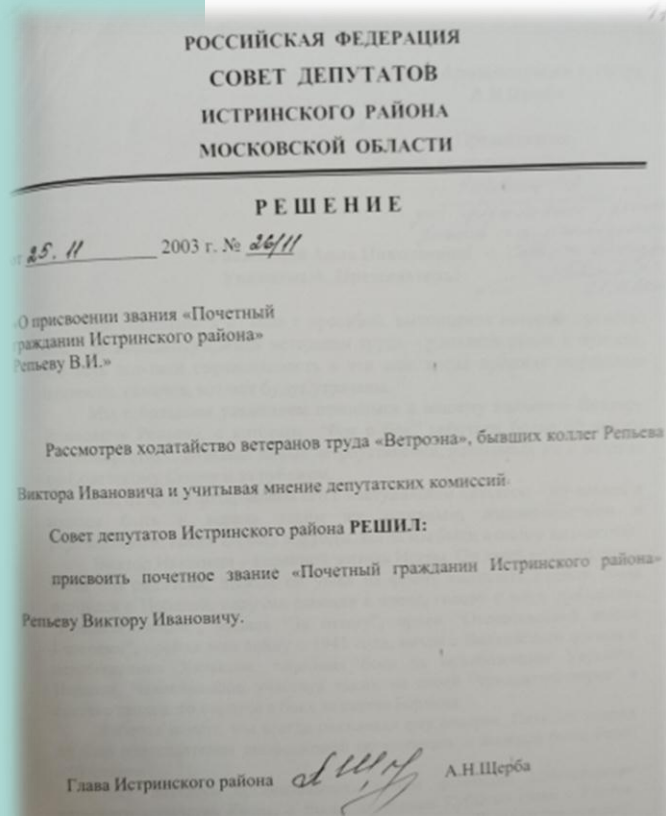 РОССИЙСКАЯ ФЕДЕРАЦИЯ
СОВЕТ ДЕПУТАТОВ
ИСТРИНСКОГО РАЙОНА
МОСКОВСКОЙ ОБЛАСТИ
РЕШЕНИЕ
от 25.11 2003 г. № 26/11
«О присвоении звания «Почетный
гражданин Истринского района»
Репьеву В.И.»
Рассмотрев ходатайство ветеранов труда «Ветроэна», бывших коллег Репьева
Виктора Ивановича и учитывая мнение депутатских комиссий
Совет депутатов Истринского района РЕШИЛ:
присвоить почетное звание «Почетный гражданин Истринского района»
Репьеву Виктору Ивановичу.
Глава Истринского района А.Н.Щерба